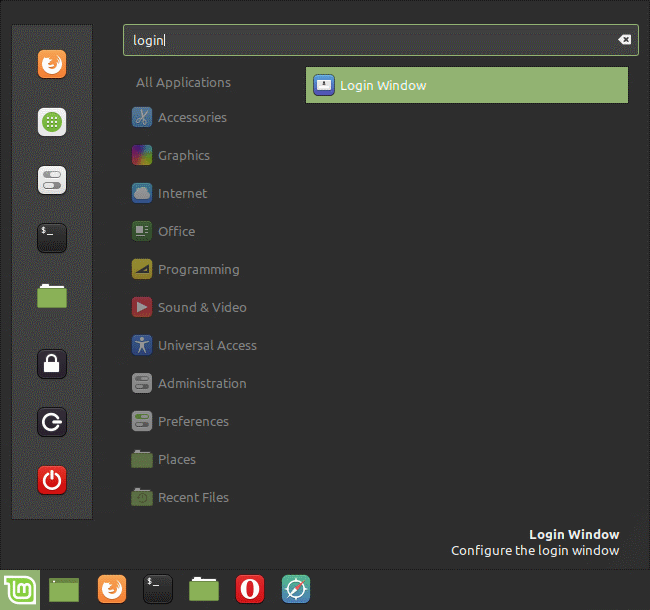 login
All Applications
Login Window
Accessories
Graphics
Internet
Office
Programming
Sound & Video
Universal Access
Administration
Preferences
Places
Recent Files
Login Window
Configure the login window
$_
$_